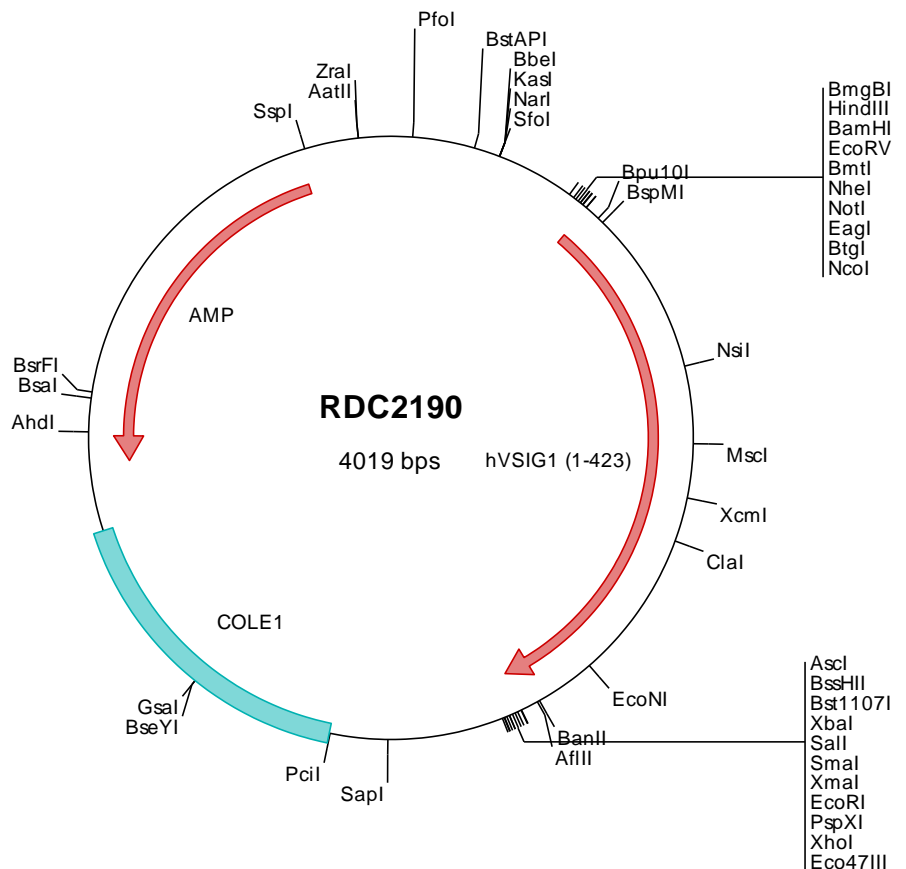 PfoI
BstAPI
BbeI
KasI
NarI
SfoI
ZraI
AatII
SspI
BmgBI
HindIII
BamHI
EcoRV
BmtI
NheI
NotI
EagI
BtgI
NcoI
Bpu10I
BspMI
AMP
NsiI
BsrFI
BsaI
AhdI
RDC2190
4019 bps
hVSIG1 (1-423)
MscI
XcmI
ClaI
COLE1
EcoNI
GsaI
BseYI
BanII
AflII
PciI
SapI
AscI
BssHII
Bst1107I
XbaI
SalI
SmaI
XmaI
EcoRI
PspXI
XhoI
Eco47III